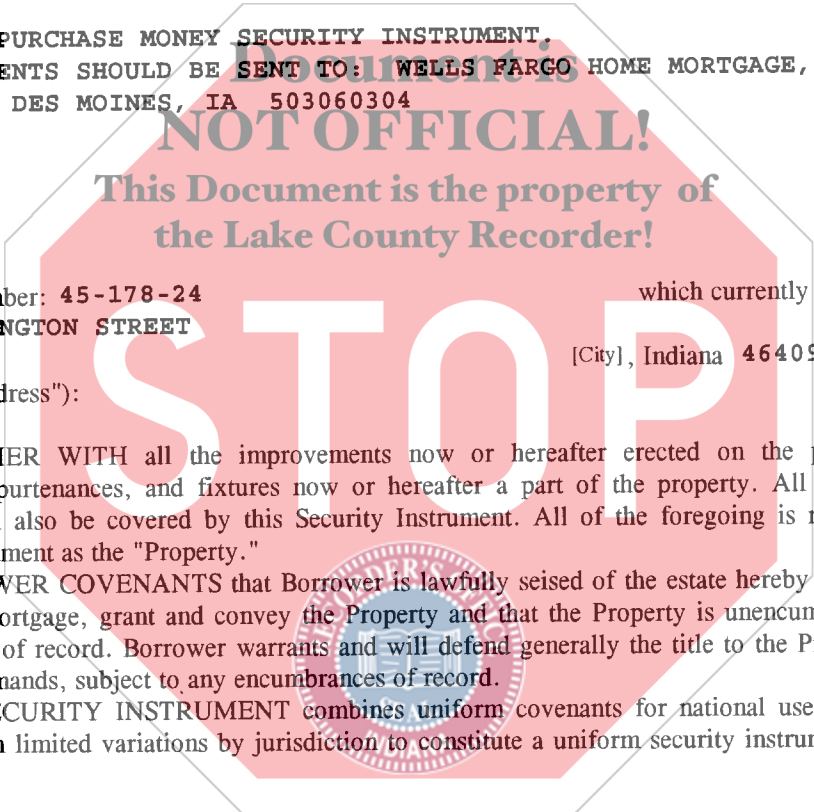 PURCHASE MONEY SECURITY INSTRUMENT.
Document is
ENTS SHOULD BE SENT TO: WELLS FARGO HOME MORTGAGE,
DES MOINES, IA 503060304
NOT OFFICIAL!
This Document is the property of
the Lake County Recorder!
ber: 45-178-24 which currently
NGTON STREET
[City], Indiana 46409
dress"):
STOP
ER WITH all the improvements now or hereafter erected on the p
purtenances, and fixtures now or hereafter a part of the property. All
also be covered by this Security Instrument. All of the foregoing is r
ment as the "Property."
WER COVENANTS that Borrower is lawfully seised of the estate hereby
ortgage, grant and convey the Property and that the Property is unencum
of record. Borrower warrants and will defend generally the title to the P
mands, subject to any encumbrances of record.
CURITY INSTRUMENT combines uniform covenants for national use
limited variations by jurisdiction to constitute a uniform security instrum
RECORDER'S OFFICE
SEAL
INDIANA